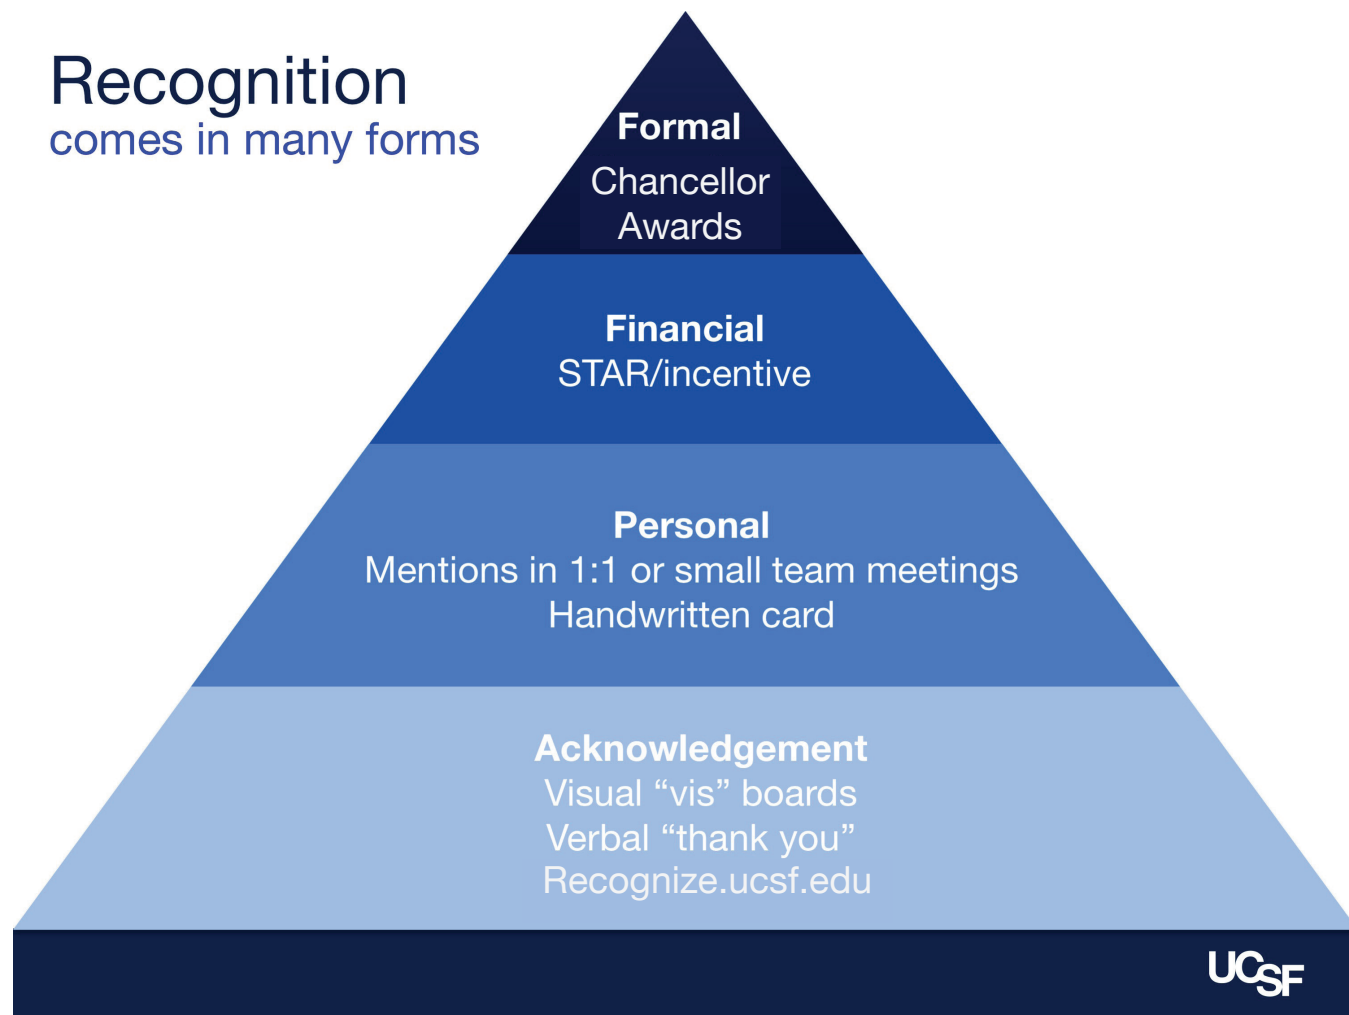 Recognition
comes in many forms
Formal
Chancellor
Awards
Financial
STAR/incentive
Personal
Mentions in 1:1 or small team meetings
Handwritten card
Acknowledgement
Visual “vis” boards
Verbal “thank you”
Recognize.ucsf.edu
UCSF